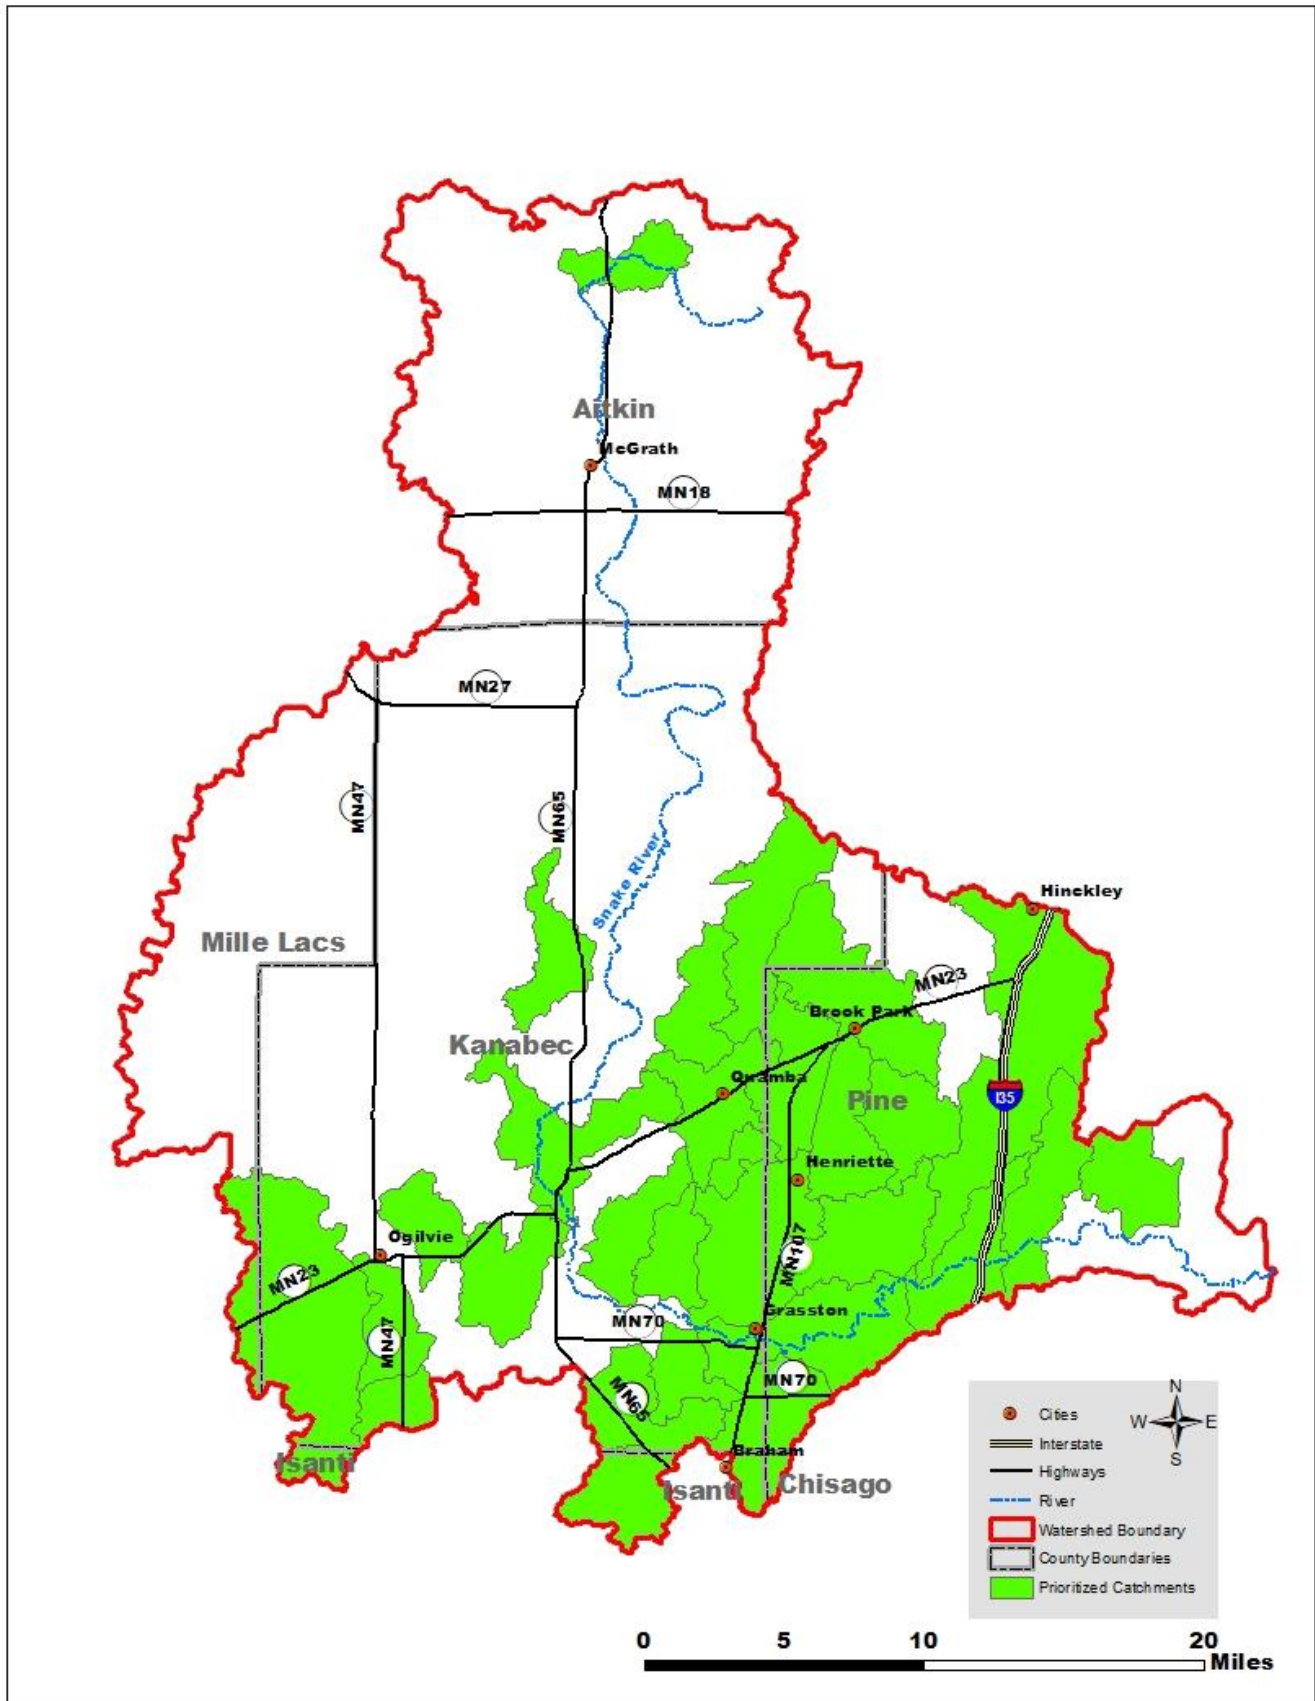 Aitkin
McGrath
MN18
MN27
MN47
MN65
Snake River
Hinckley
Mille Lacs
MN23
Brook Park
Kanabec
Quamba
Pine
I35
Henriette
Ogilvie
MN107
MN23
Grasston
MN70
MN47
MN70
MN65
Braham
Isanti
Isanti
Chisago
N
W E
S
Cities
Interstate
Highways
River
Watershed Boundary
County Boundaries
Prioritized Catchments
0 5 10 20
Miles